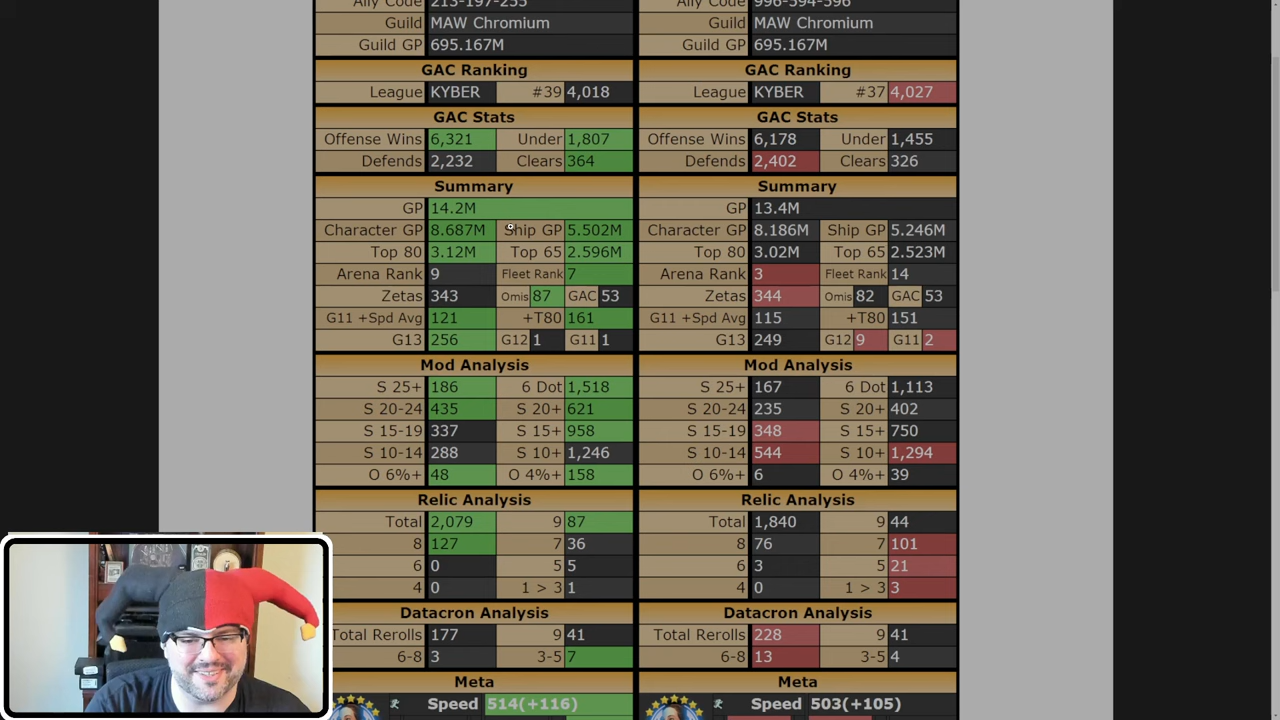 Ally Code 213-197-255 Ally Code 996-594-596
Guild MAW Chromium Guild MAW Chromium
Guild GP 695.167M Guild GP 695.167M
GAC Ranking GAC Ranking
League KYBER #39 4,018 League KYBER #37 4,027
GAC Stats GAC Stats
Offense Wins 6,321 Under 1,807 Offense Wins 6,178 Under 1,455
Defends 2,232 Clears 364 Defends 2,402 Clears 326
Summary Summary
GP 14.2M GP 13.4M
Character GP 8.687M Ship GP 5.502M Character GP 8.186M Ship GP 5.246M
Top 80 3.12M Top 65 2.596M Top 80 3.02M Top 65 2.523M
Arena Rank 9 Fleet Rank 7 Arena Rank 3 Fleet Rank 14
Zetas 343 Omis 87 GAC 53 Zetas 344 Omis 82 GAC 53
G11 +Spd Avg 121 +T80 161 G11 +Spd Avg 115 +T80 151
G13 256 G12 1 G11 1 G13 249 G12 9 G11 2
Mod Analysis Mod Analysis
S 25+ 186 6 Dot 1,518 S 25+ 167 6 Dot 1,113
S 20-24 435 S 20+ 621 S 20-24 235 S 20+ 402
S 15-19 337 S 15+ 958 S 15-19 348 S 15+ 750
S 10-14 288 S 10+ 1,246 S 10-14 544 S 10+ 1,294
O 6%+ 48 O 4%+ 158 O 6%+ 6 O 4%+ 39
Relic Analysis Relic Analysis
Total 2,079 9 87 Total 1,840 9 44
8 127 7 36 8 76 7 101
6 0 5 5 6 3 5 21
4 0 1 > 3 1 4 0 1 > 3 3
Datacron Analysis Datacron Analysis
Total Rerolls 177 9 41 Total Rerolls 228 9 41
6-8 3 3-5 7 6-8 13 3-5 4
Meta Meta
Speed 514(+116) Speed 503(+105)